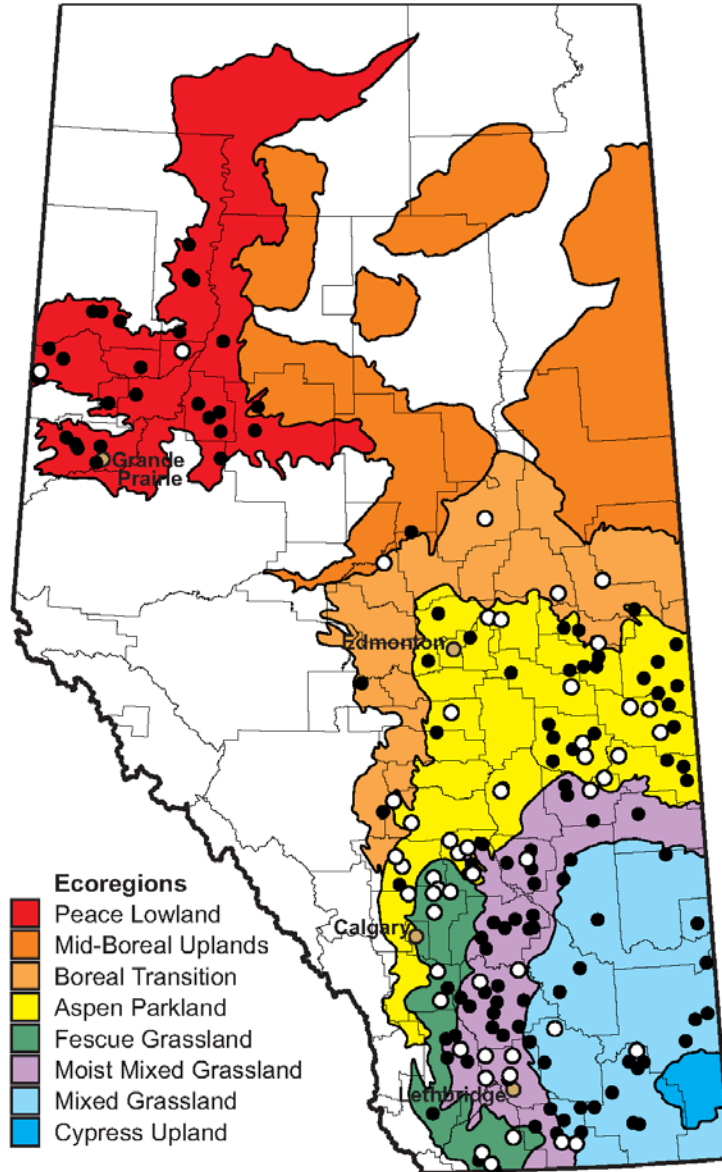 Grande
Prairie
Edmonton
Calgary
Lethbridge
Ecoregions
Peace Lowland
Mid-Boreal Uplands
Boreal Transition
Aspen Parkland
Fescue Grassland
Moist Mixed Grassland
Mixed Grassland
Cypress Upland